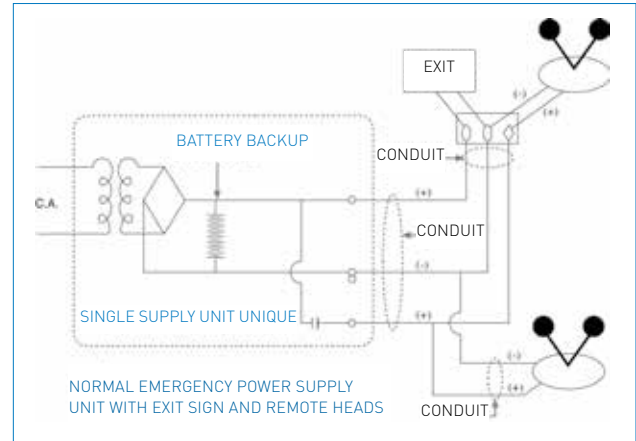 EXIT
(-)
(+)
BATTERY BACKUP
CONDUIT
(+)
C.A.
CONDUIT
(-)
SINGLE SUPPLY UNIT UNIQUE
(+)
(-)
NORMAL EMERGENCY POWER SUPPLY
UNIT WITH EXIT SIGN AND REMOTE HEADS
(+)
CONDUIT